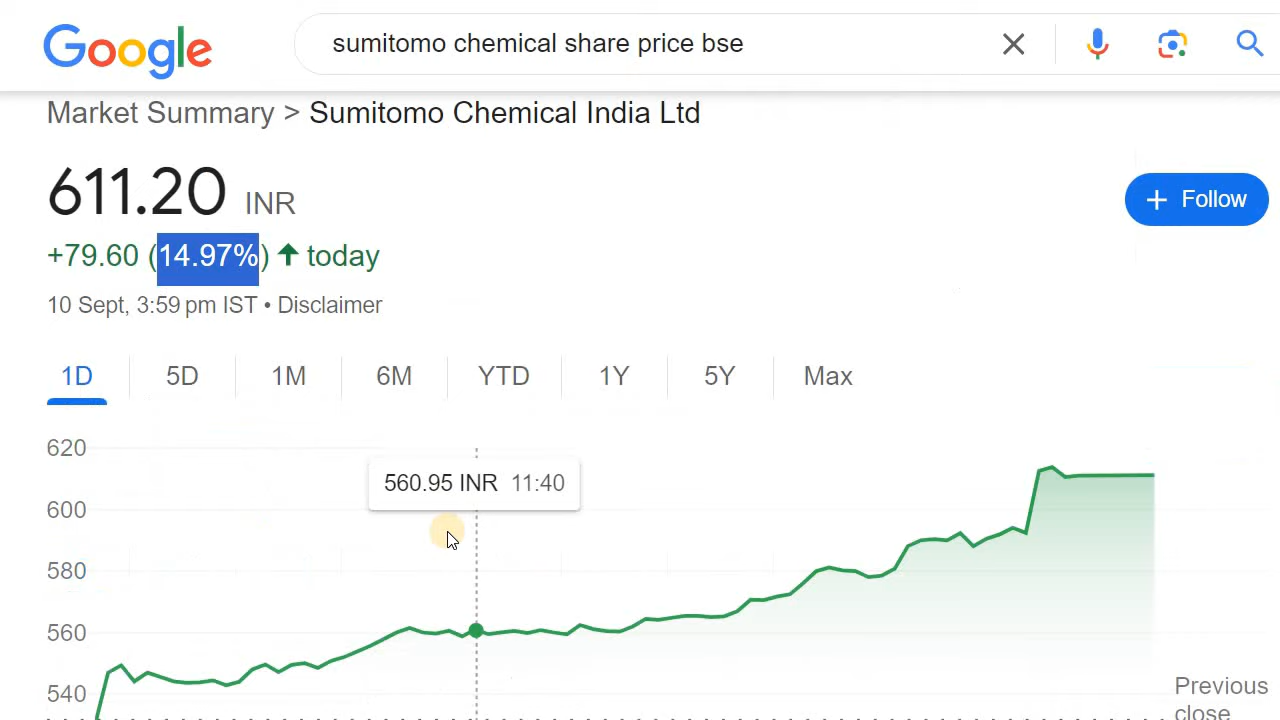 Google
sumitomo chemical share price bse
Market Summary > Sumitomo Chemical India Ltd
611.20 INR
+ Follow
+79.60 (14.97%) ↑ today
10 Sept, 3:59 pm IST • Disclaimer
1D 5D 1M 6M YTD 1Y 5Y Max
620
560.95 INR 11:40
600
580
560
540
Previous
close